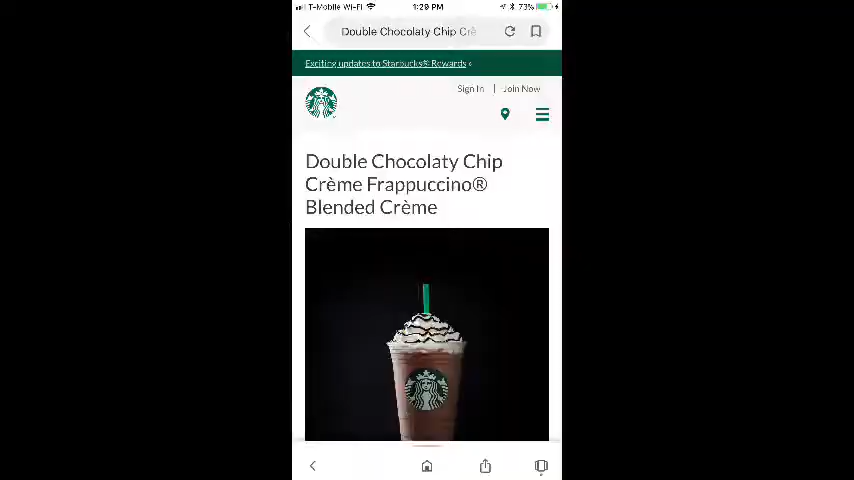 T-Mobile Wi-Fi 1:29 PM 73%
Double Chocolaty Chip Crè
Exciting updates to Starbucks® Rewards »
Sign In | Join Now
Double Chocolaty Chip
Crème Frappuccino®
Blended Crème